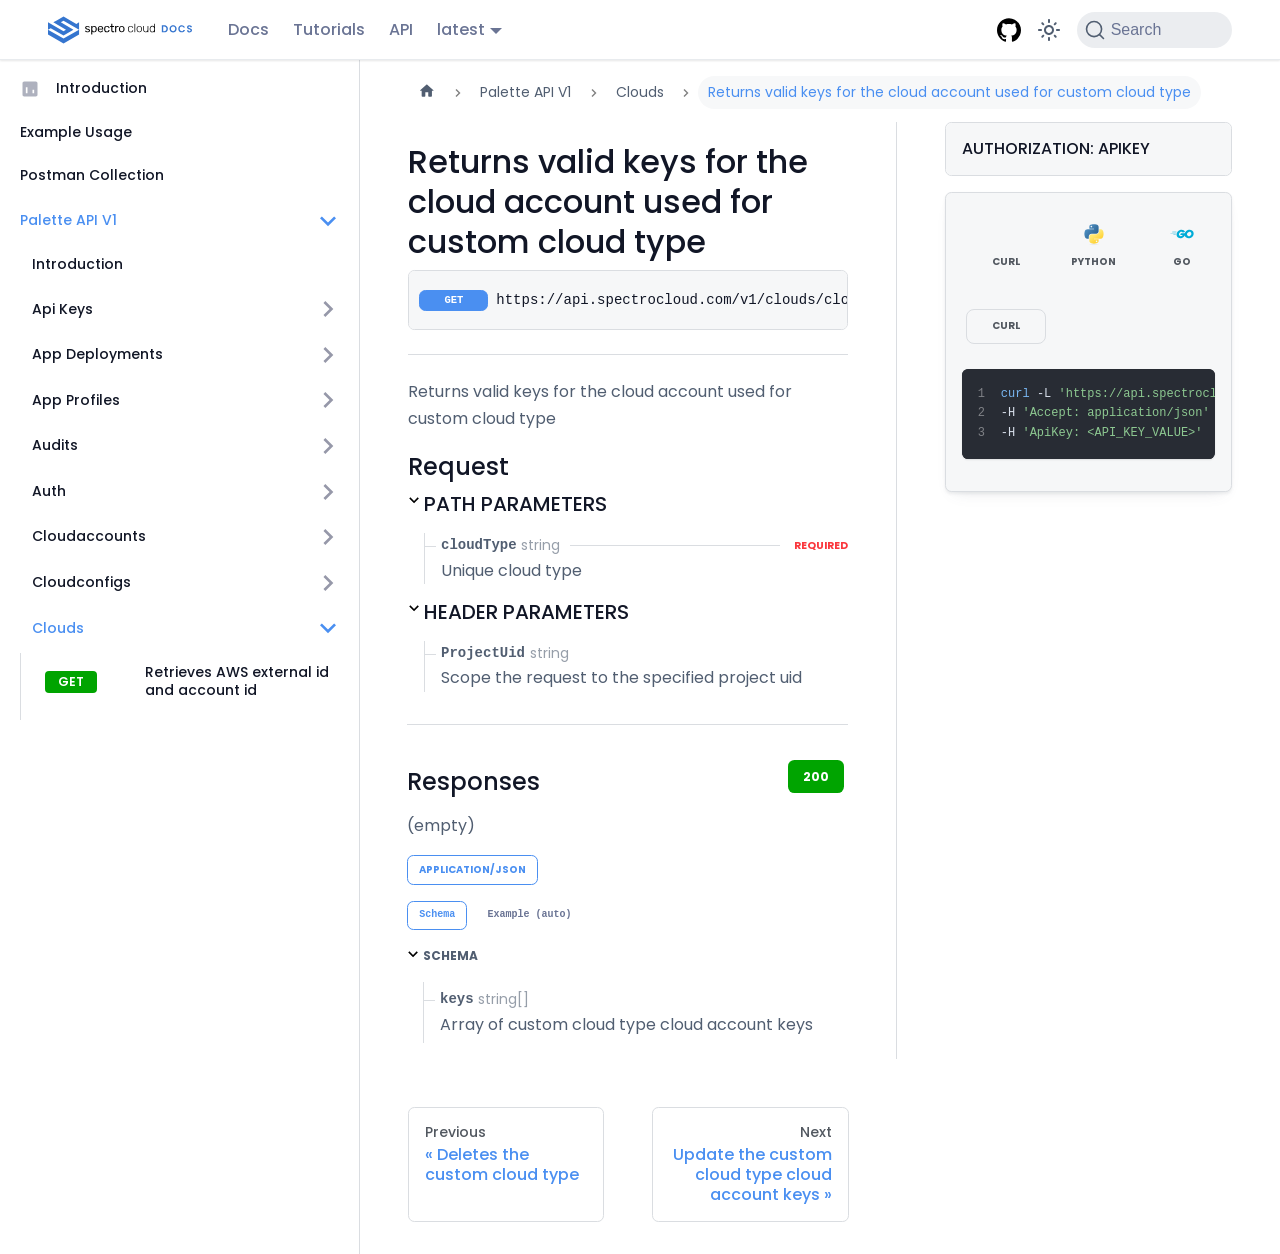 spectro cloud DOCS
Docs
Tutorials
API
latest
Search
Introduction
Example Usage
Postman Collection
Palette API V1
Introduction
Api Keys
App Deployments
App Profiles
Audits
Auth
Cloudaccounts
Cloudconfigs
Clouds
GET
Retrieves AWS external id
and account id
Palette API V1
Clouds
Returns valid keys for the cloud account used for custom cloud type
Returns valid keys for the
cloud account used for
custom cloud type
GET https://api.spectrocloud.com/v1/clouds/clo
Returns valid keys for the cloud account used for
custom cloud type
Request
PATH PARAMETERS
cloudType string REQUIRED
Unique cloud type
HEADER PARAMETERS
ProjectUid string
Scope the request to the specified project uid
Responses
200
(empty)
APPLICATION/JSON
Schema
Example (auto)
SCHEMA
keys string[]
Array of custom cloud type cloud account keys
Previous
« Deletes the
custom cloud type
Next
Update the custom
cloud type cloud
account keys »
AUTHORIZATION: APIKEY
CURL
PYTHON
GO
CURL
1 curl -L 'https://api.spectrocl
2 -H 'Accept: application/json'
3 -H 'ApiKey: <API_KEY_VALUE>'